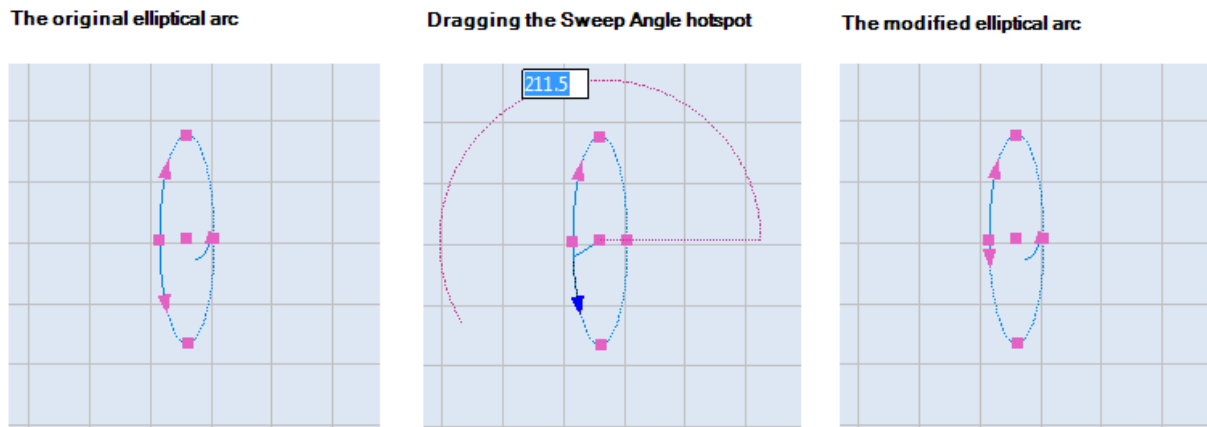 The original elliptical arc
Dragging the Sweep Angle hotspot
The modified elliptical arc
211.5